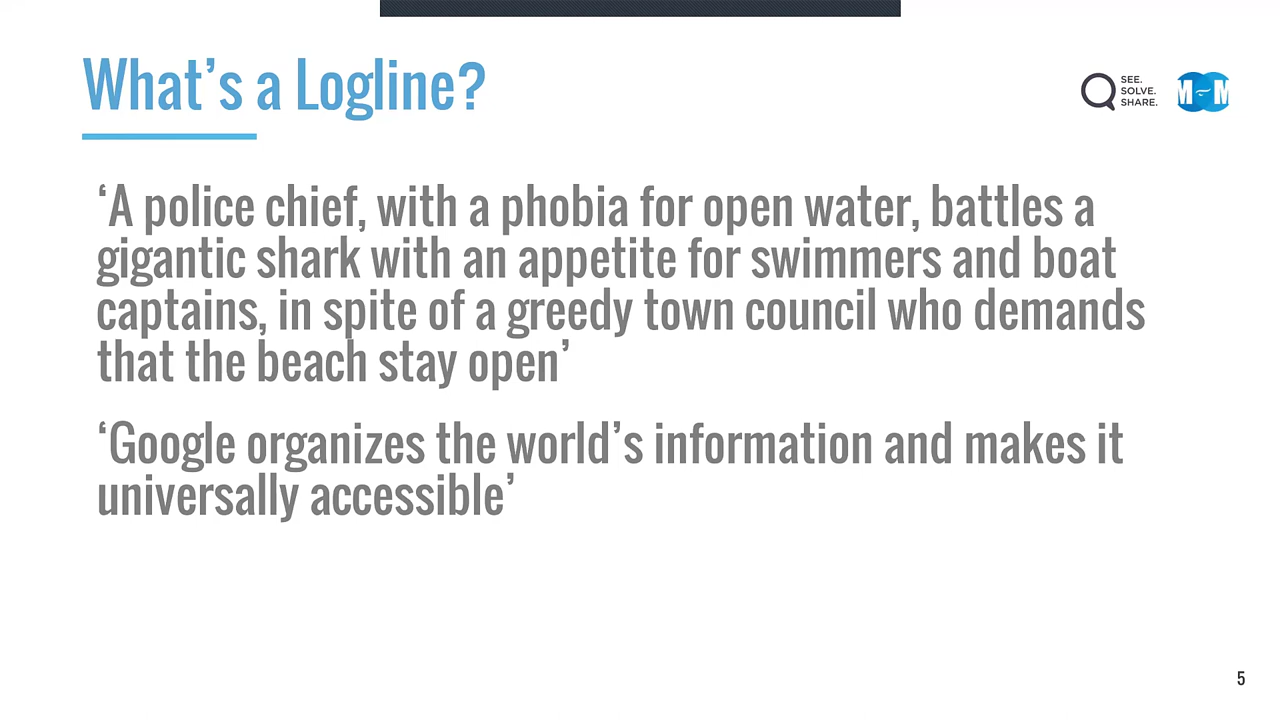 What’s a Logline?
SEE.
SOLVE.
SHARE.
M M
‘A police chief, with a phobia for open water, battles a
gigantic shark with an appetite for swimmers and boat
captains, in spite of a greedy town council who demands
that the beach stay open’
‘Google organizes the world’s information and makes it
universally accessible’
5